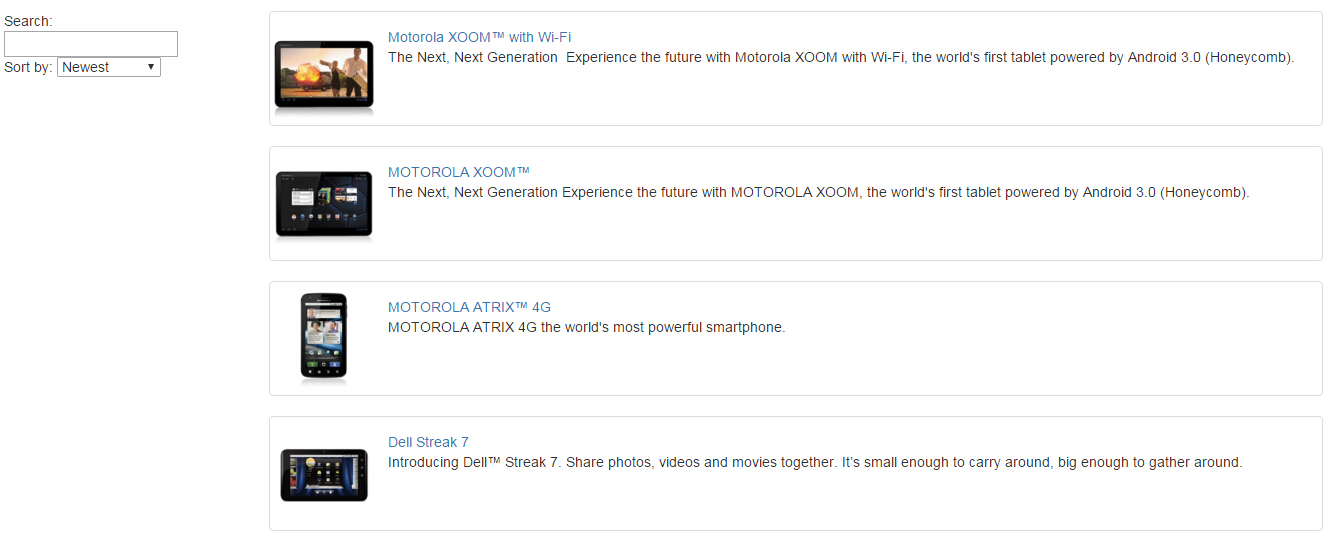 Search:
Sort by: Newest
Motorola XOOM™ with Wi-Fi
The Next, Next Generation  Experience the future with Motorola XOOM with Wi-Fi, the world's first tablet powered by Android 3.0 (Honeycomb).
MOTOROLA XOOM™
The Next, Next Generation Experience the future with MOTOROLA XOOM, the world's first tablet powered by Android 3.0 (Honeycomb).
MOTOROLA ATRIX™ 4G
MOTOROLA ATRIX 4G the world's most powerful smartphone.
Dell Streak 7
Introducing Dell™ Streak 7. Share photos, videos and movies together. It’s small enough to carry around, big enough to gather around.